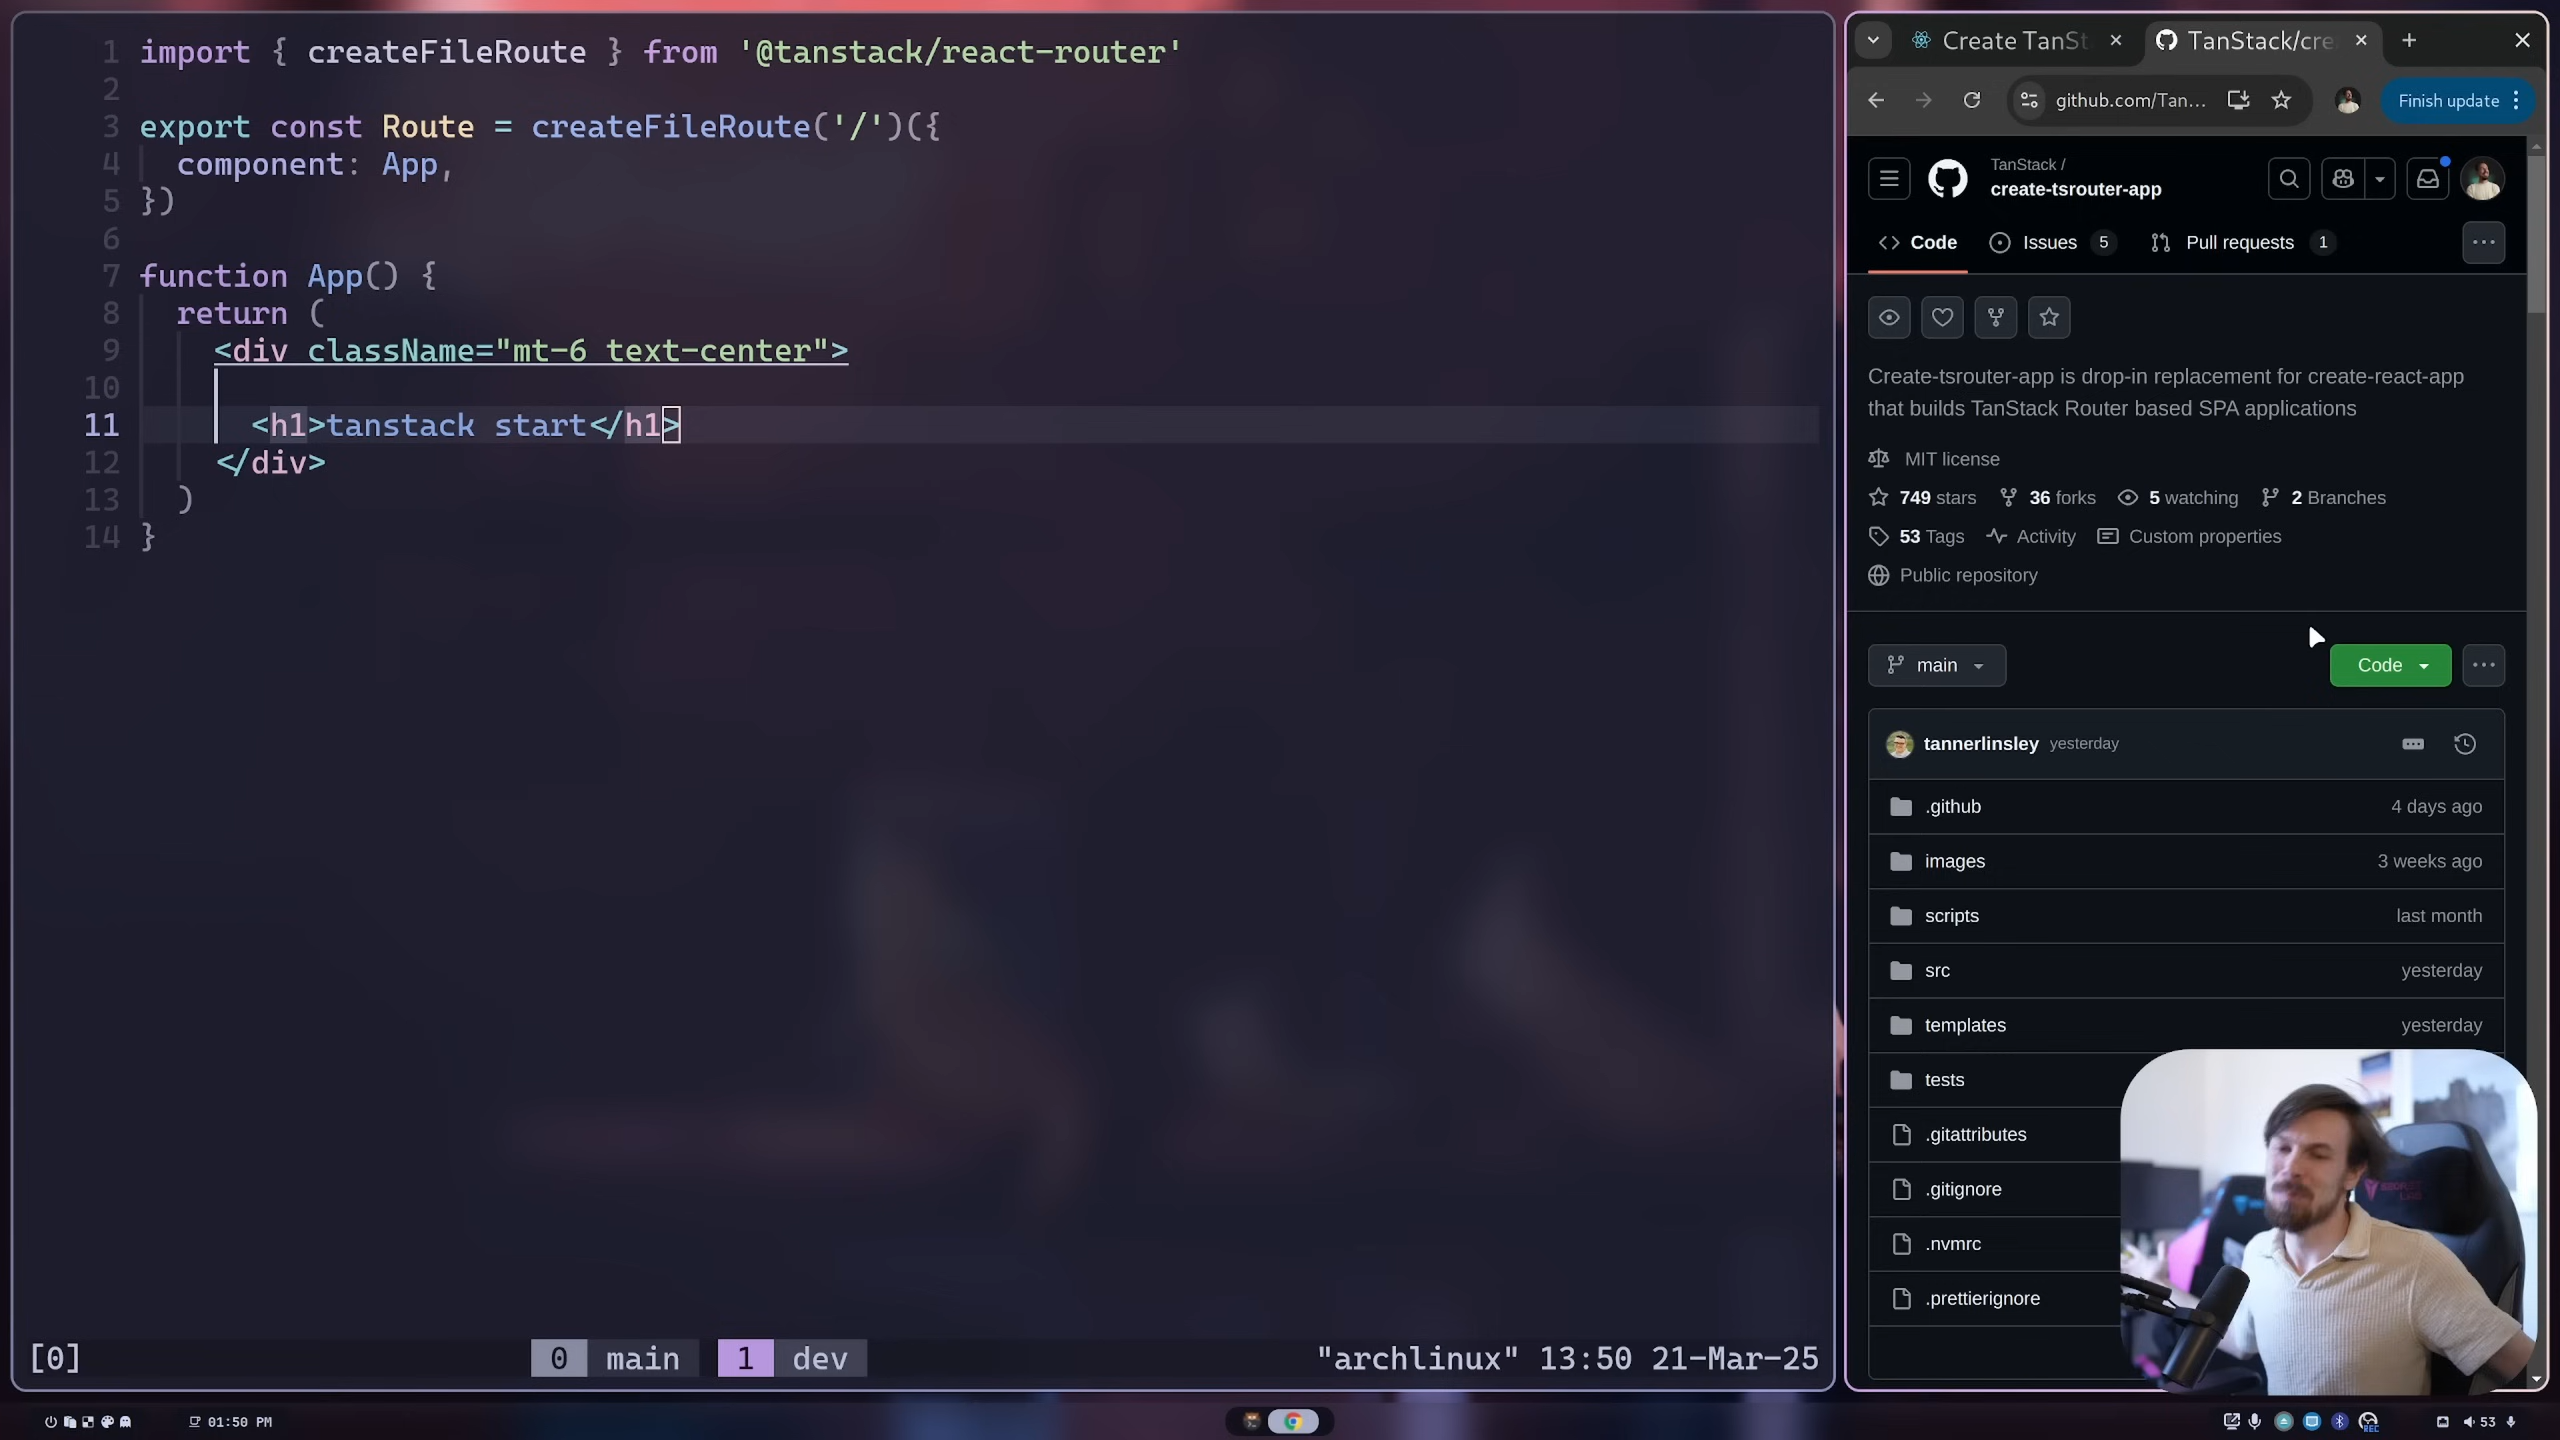 1 import { createFileRoute } from '@tanstack/react-router'
2
3 export const Route = createFileRoute('/')({
4 component: App,
5 })
6
7 function App() {
8 return (
9 <div className="mt-6 text-center">
10
11 <h1>tanstack start</h1>
12 </div>
13 )
14 }
[0] 0 main 1 dev "archlinux" 13:50 21-Mar-25
Create TanSt
TanStack/cre
github.com/Tan...
Finish update
TanStack /
create-tsrouter-app
Code Issues 5 Pull requests 1
Create-tsrouter-app is drop-in replacement for create-react-app
that builds TanStack Router based SPA applications
MIT license
749 stars 36 forks 5 watching 2 Branches
53 Tags Activity Custom properties
Public repository
main Code
tannerlinsley yesterday
.github 4 days ago
images 3 weeks ago
scripts last month
src yesterday
templates yesterday
tests
.gitattributes
.gitignore
.nvmrc
.prettierignore
01:50 PM
REC
53